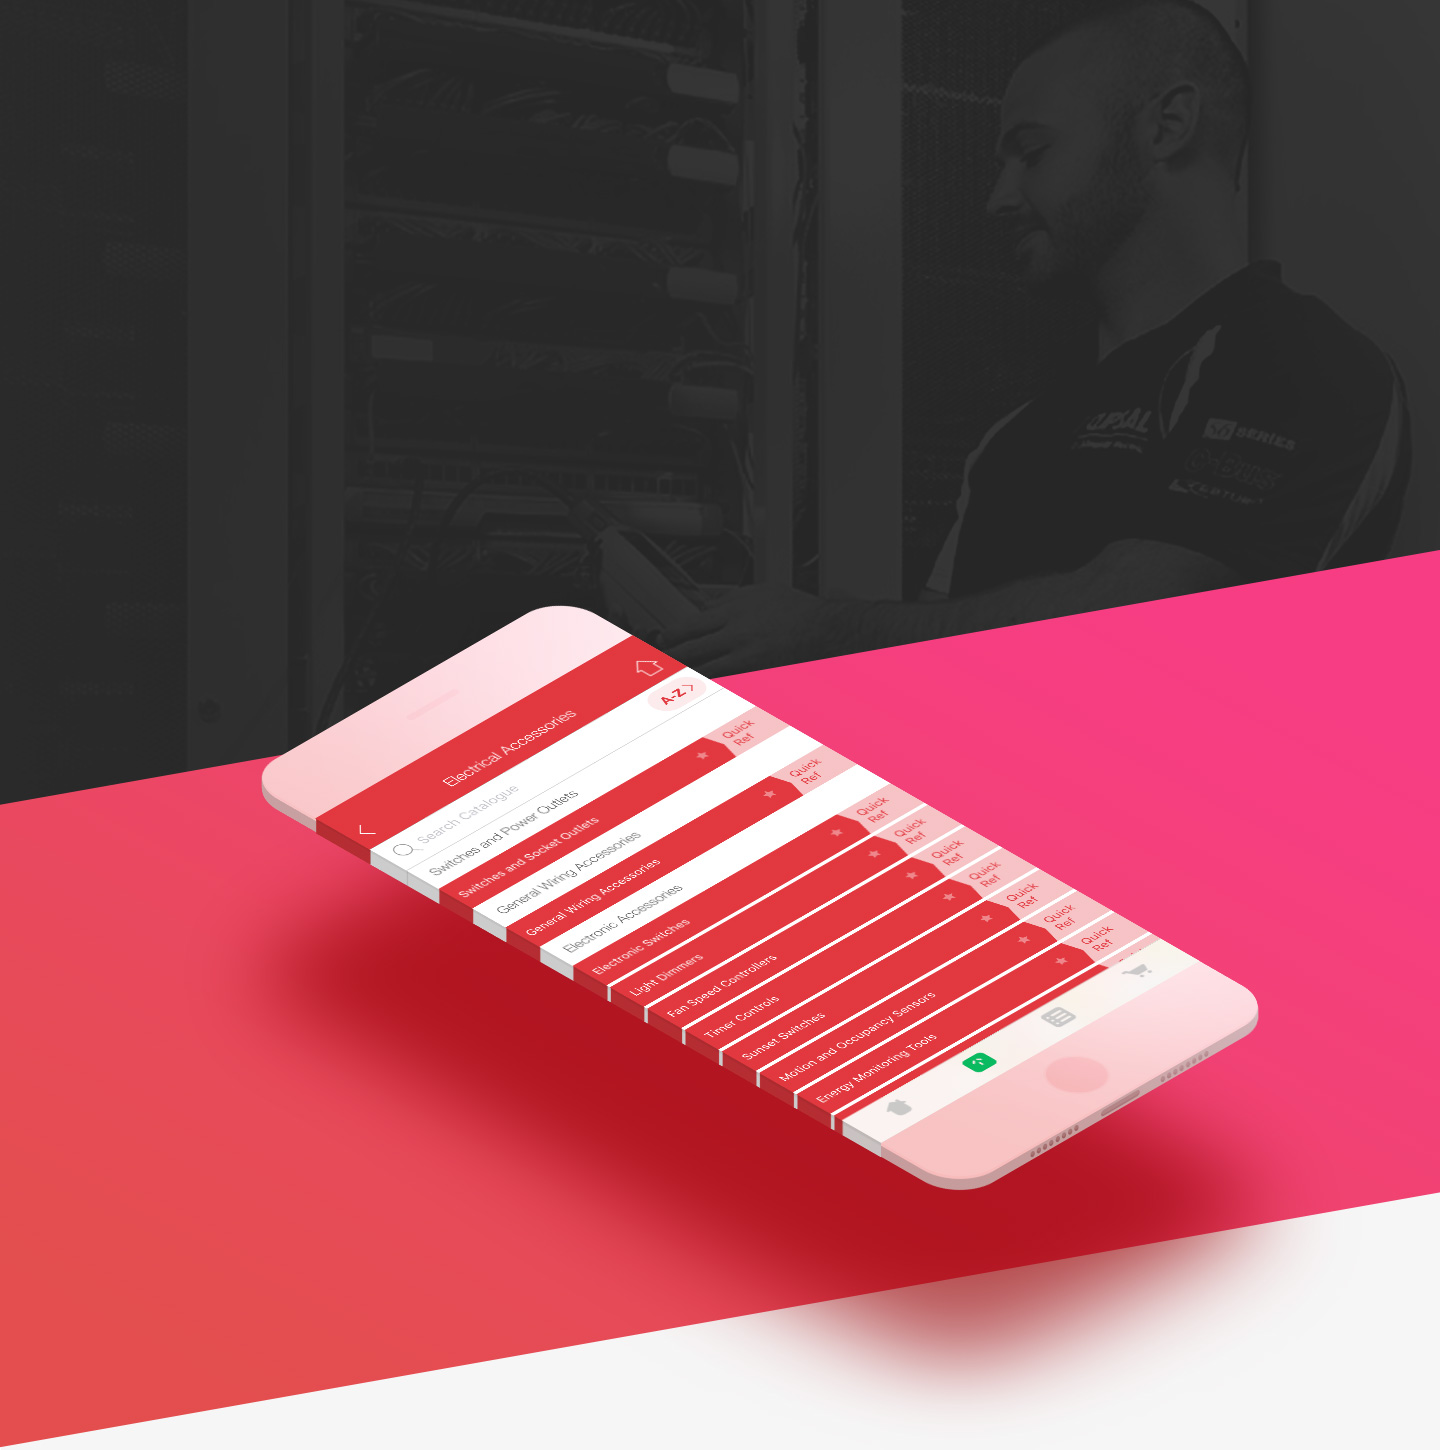 CLIPSAL
SERIES
Electrical Accessories
A-Z
Search Catalogue
Switches and Power Outlets
Switches and Socket Outlets
Quick
Ref
General Wiring Accessories
General Wiring Accessories
Quick
Ref
Electronic Accessories
Electronic Switches
Quick
Ref
Light Dimmers
Quick
Ref
Fan Speed Controllers
Quick
Ref
Timer Controls
Quick
Ref
Sunset Switches
Quick
Ref
Motion and Occupancy Sensors
Quick
Ref
Energy Monitoring Tools
Quick
Ref